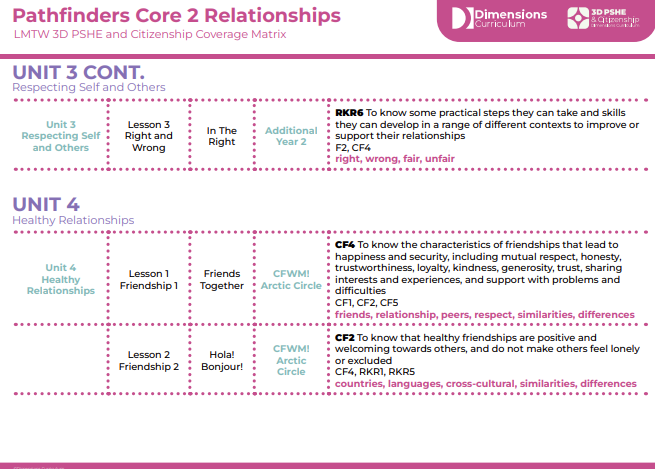 Pathfinders Core 2 Relationships
LMTW 3D PSHE and Citizenship Coverage Matrix
Dimensions
Curriculum
3D PSHE
& Citizenship
UNIT 3 CONT.
Respecting Self and Others
Unit 3
Respecting Self
and Others
Lesson 3
Right and
Wrong
In The
Right
Additional
Year 2
RKR6 To know some practical steps they can take and skills
they can develop in a range of different contexts to improve or
support their relationships
F2, CF4
right, wrong, fair, unfair
UNIT 4
Healthy Relationships
Unit 4
Healthy
Relationships
Lesson 1
Friendship 1
Friends
Together
CFWM!
Arctic Circle
CF4 To know the characteristics of friendships that lead to
happiness and security, including mutual respect, honesty,
trustworthiness, loyalty, kindness, generosity, trust, sharing
interests and experiences, and support with problems and
difficulties
CF1, CF2, CF5
friends, relationship, peers, respect, similarities, differences
Lesson 2
Friendship 2
Hola!
Bonjour!
CFWM!
Arctic
Circle
CF2 To know that healthy friendships are positive and
welcoming towards others, and do not make others feel lonely
or excluded
CF4, RKR1, RKR5
countries, languages, cross-cultural, similarities, differences